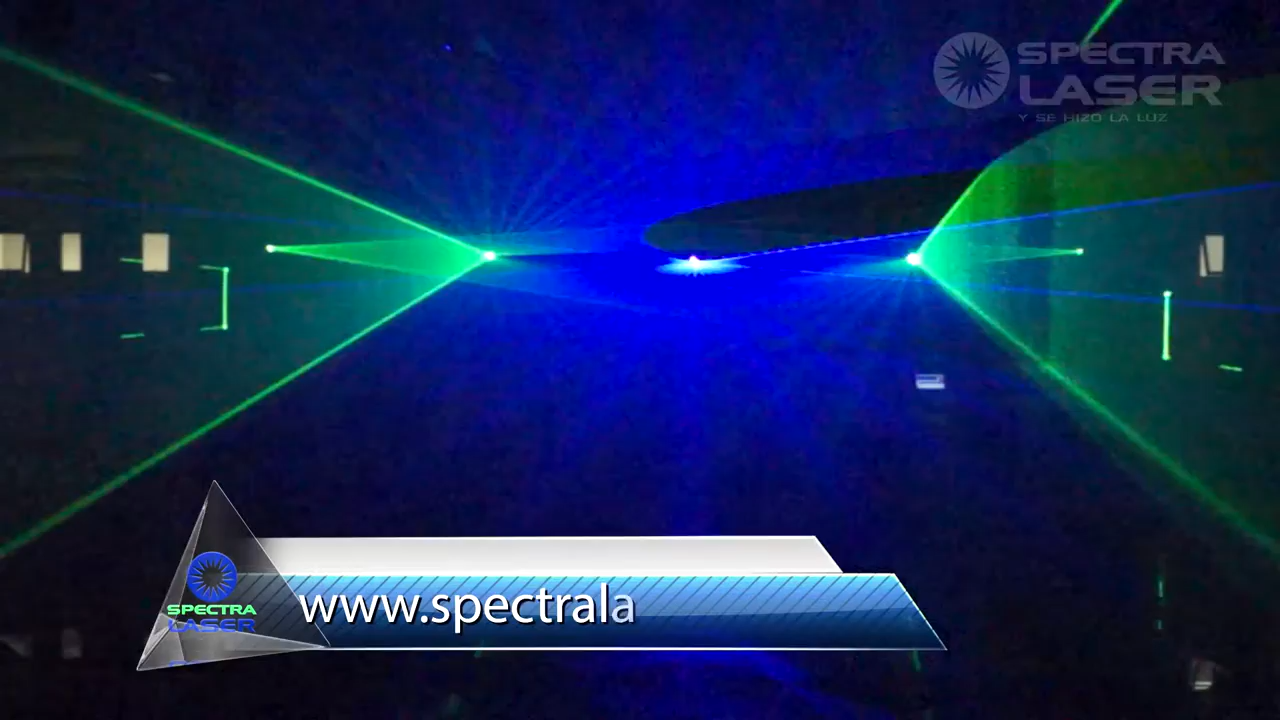 SPECTRA
LASER
Y SE HIZO LA LUZ
www.spectrala
SPECTRA
LASER